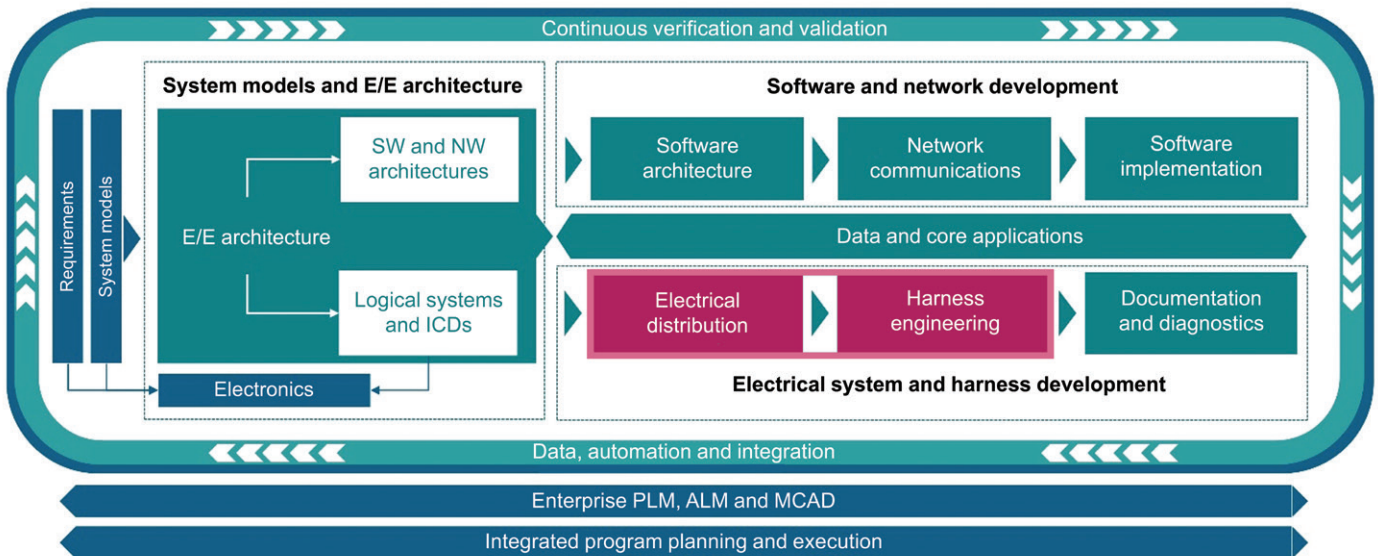 Continuous verification and validation
System models and E/E architecture
Software and network development
Requirements
System models
E/E architecture
SW and NW
architectures
Logical systems
and ICDs
Electronics
Software
architecture
Network
communications
Software
implementation
Data and core applications
Electrical
distribution
Harness
engineering
Documentation
and diagnostics
Electrical system and harness development
Data, automation and integration
Enterprise PLM, ALM and MCAD
Integrated program planning and execution